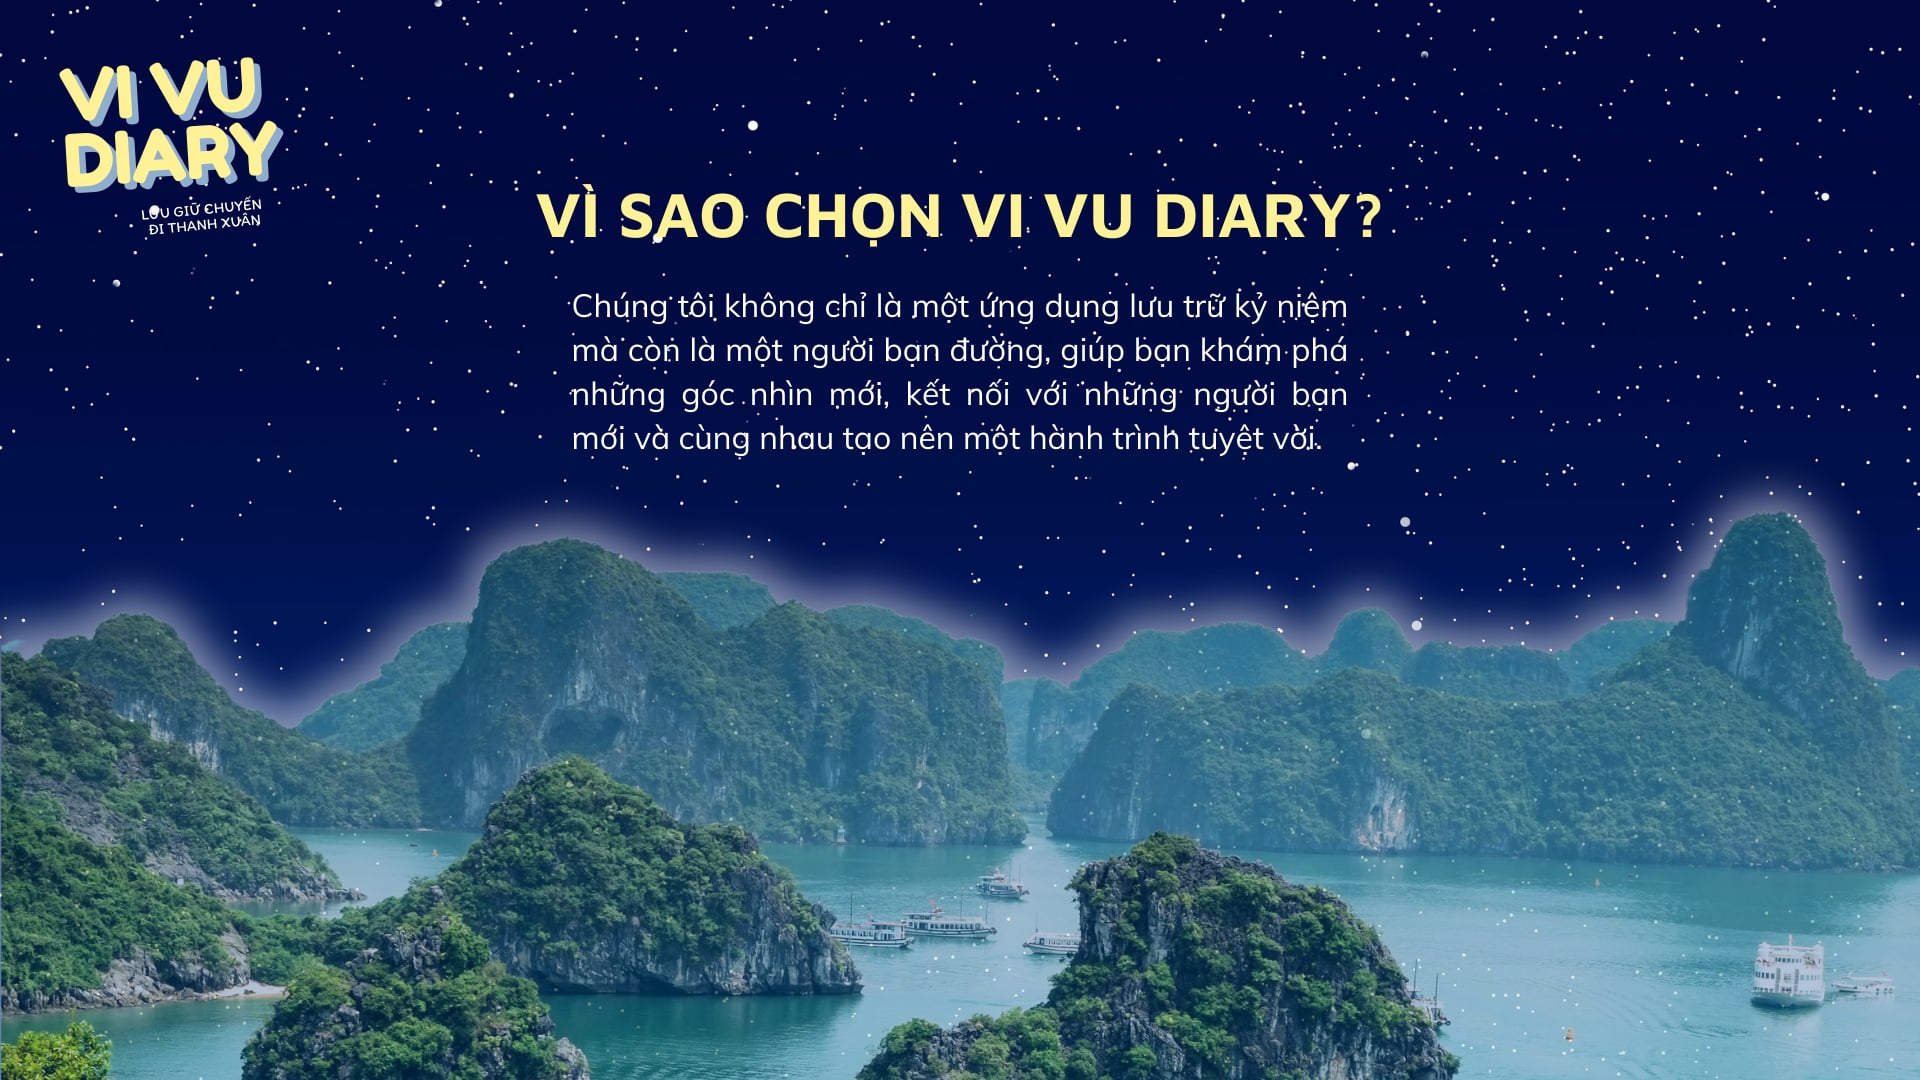 VI VU
DIARY
LƯU GIỮ CHUYẾN
ĐI THANH XUÂN
VÌ SAO CHỌN VI VU DIARY?
Chúng tôi không chỉ là một ứng dụng lưu trữ kỷ niệm
mà còn là một người bạn đường, giúp bạn khám phá
những góc nhìn mới, kết nối với những người bạn
mới và cùng nhau tạo nên một hành trình tuyệt vời.